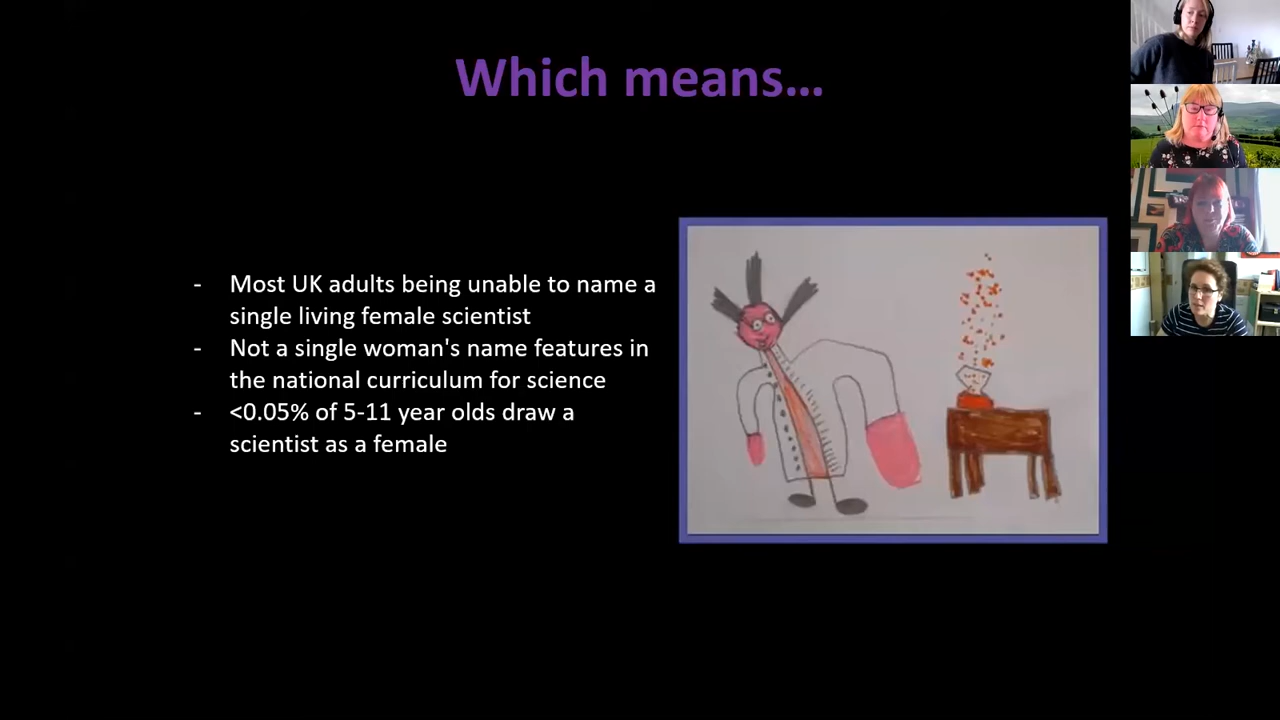 Which means...
- Most UK adults being unable to name a
single living female scientist
- Not a single woman's name features in
the national curriculum for science
- <0.05% of 5-11 year olds draw a
scientist as a female